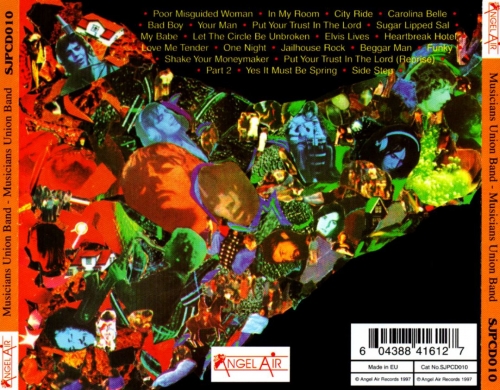 • Poor Misguided Woman • In My Room • City Ride • Carolina Belle •
Bad Boy • Your Man • Put Your Trust In The Lord • Sugar Lipped Sal •
My Babe • Let The Circle Be Unbroken • Elvis Lives • Heartbreak Hotel
Love Me Tender • One Night • Jailhouse Rock • Beggar Man • Funky
Shake Your Moneymaker • Put Your Trust In The Lord (Reprise)
• Part 2 • Yes It Must Be Spring • Side Step
ANGEL AIR
SJPCD010
Musicians Union Band - Musicians Union Band
ANGEL AIR
ANGEL AIR
Musicians Union Band - Musicians Union Band
SJPCD010
ANGEL AIR
6 04388 41612 7
Made in EU
Cat No.SJPCD010
℗ Angel Air Records 1997
© Angel Air Records 1997